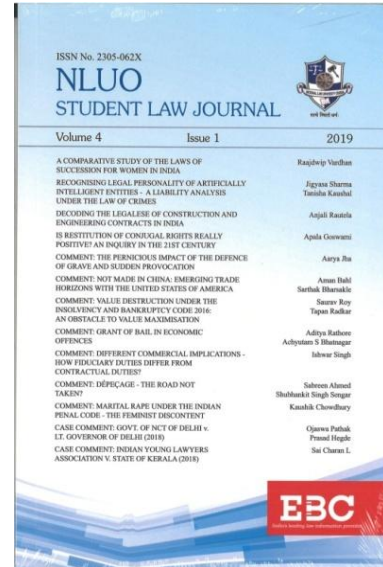 ISSN No. 2305-062X
NLUO
STUDENT LAW JOURNAL
Volume 4 Issue 1 2019
A COMPARATIVE STUDY OF THE LAWS OF Raajdwip Vardhan
SUCCESSION FOR WOMEN IN INDIA
RECOGNISING LEGAL PERSONALITY OF ARTIFICIALLY Jigyasa Sharma
INTELLIGENT ENTITIES - A LIABILITY ANALYSIS Tanisha Kaushal
UNDER THE LAW OF CRIMES
DECODING THE LEGALESE OF CONSTRUCTION AND Anjali Rautela
ENGINEERING CONTRACTS IN INDIA
IS RESTITUTION OF CONJUGAL RIGHTS REALLY Apala Goswami
POSITIVE? AN INQUIRY IN THE 21ST CENTURY
COMMENT: THE PERNICIOUS IMPACT OF THE DEFENCE Aarya Jha
OF GRAVE AND SUDDEN PROVOCATION
COMMENT: NOT MADE IN CHINA: EMERGING TRADE Aman Bahl
HORIZONS WITH THE UNITED STATES OF AMERICA Sarthak Bhardakle
COMMENT: VALUE DESTRUCTION UNDER THE Saurav Roy
INSOLVENCY AND BANKRUPTCY CODE 2016: Tapan Radkar
AN OBSTACLE TO VALUE MAXIMISATION
COMMENT: GRANT OF BAIL IN ECONOMIC Aditya Rathore
OFFENCES Achyutam S Bhatnagar
COMMENT: DIFFERENT COMMERCIAL IMPLICATIONS - Ishwar Singh
HOW FIDUCIARY DUTIES DIFFER FROM
CONTRACTUAL DUTIES?
COMMENT: DÉPEÇAGE - THE ROAD NOT Sabreen Ahmed
TAKEN? Shubhankit Singh Sengar
COMMENT: MARITAL RAPE UNDER THE INDIAN Kaushik Chowdhury
PENAL CODE - THE FEMINIST DISCONTENT
CASE COMMENT: GOVT. OF NCT OF DELHI v. Ojaswa Pathak
LT. GOVERNOR OF DELHI (2018) Prasad Hegde
CASE COMMENT: INDIAN YOUNG LAWYERS Sai Charan L.
ASSOCIATION V. STATE OF KERALA (2018)
EBC
India's leading law information provider